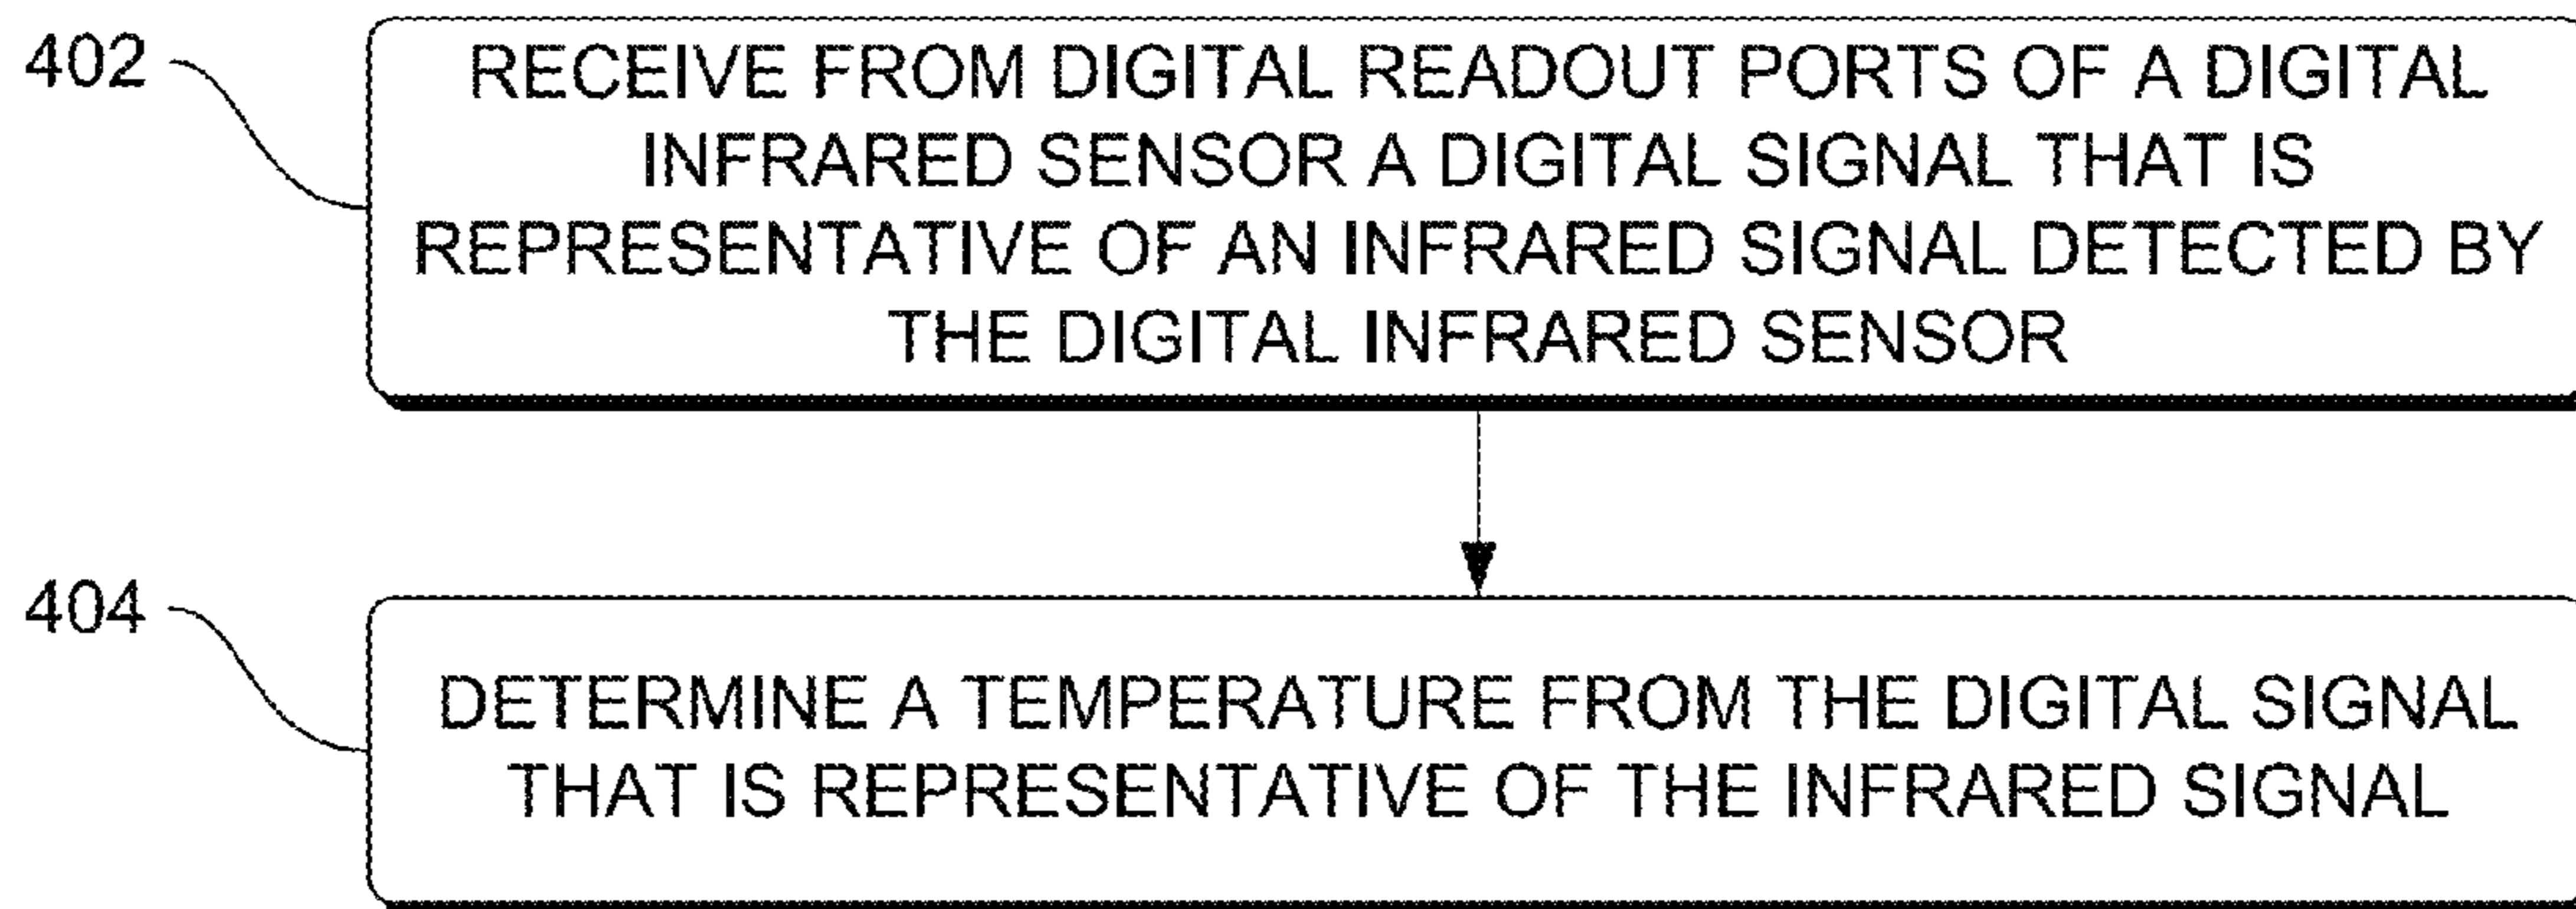 402
RECEIVE FROM DIGITAL READOUT PORTS OF A DIGITAL
INFRARED SENSOR A DIGITAL SIGNAL THAT IS
REPRESENTATIVE OF AN INFRARED SIGNAL DETECTED BY
THE DIGITAL INFRARED SENSOR
404
DETERMINE A TEMPERATURE FROM THE DIGITAL SIGNAL
THAT IS REPRESENTATIVE OF THE INFRARED SIGNAL